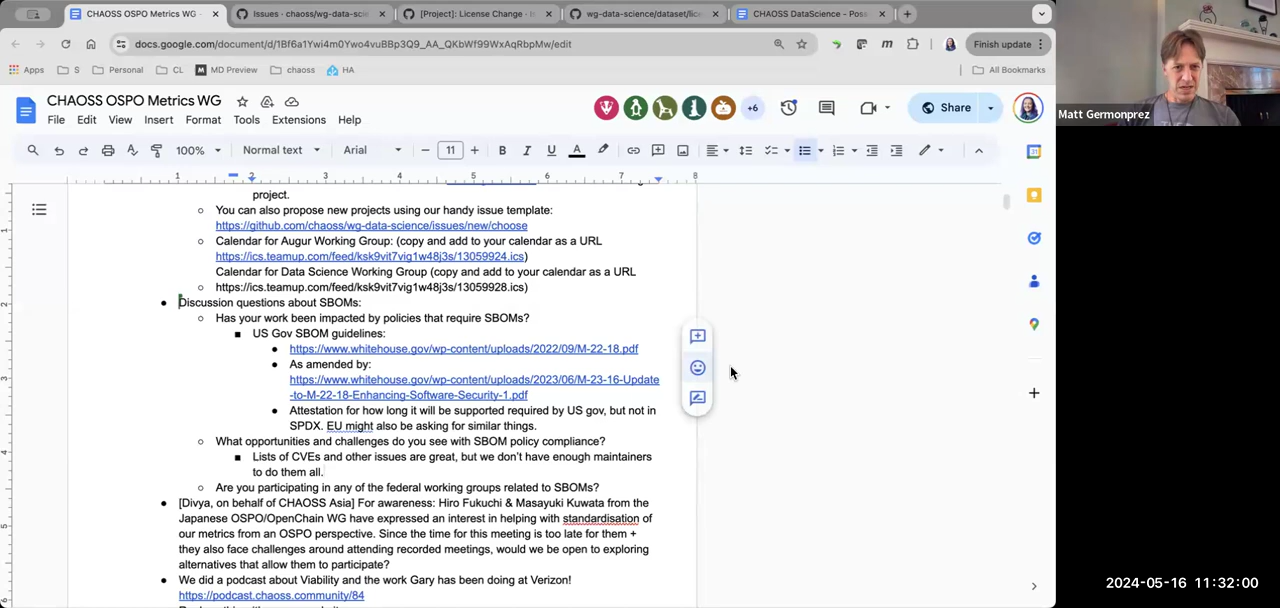 CHAOSS OSPO Metrics WG -
Issues · chaoss/wg-data-scie
[Project]: License Change ·
wg-data-science/dataset/lice
CHAOSS DataScience - Poss
docs.google.com/document/d/1Bf6a1Ywi4m0Ywo4vuBBp3Q9_AA_QKbWf99WxAqRbpMw/edit
Finish update
Apps
S
Personal
CL
MD Preview
chaoss
HA
All Bookmarks
CHAOSS OSPO Metrics WG
File Edit View Insert Format Tools Extensions Help
+6
Share
100%
Normal text
Arial
11
1 2 3 4 5 6 7 8
project.
You can also propose new projects using our handy issue template:
https://github.com/chaoss/wg-data-science/issues/new/choose
Calendar for Augur Working Group: (copy and add to your calendar as a URL
https://ics.teamup.com/feed/ksk9vit7vig1w48j3s/13059924.ics)
Calendar for Data Science Working Group (copy and add to your calendar as a URL
https://ics.teamup.com/feed/ksk9vit7vig1w48j3s/13059928.ics)
Discussion questions about SBOMs:
Has your work been impacted by policies that require SBOMs?
US Gov SBOM guidelines:
https://www.whitehouse.gov/wp-content/uploads/2022/09/M-22-18.pdf
As amended by:
https://www.whitehouse.gov/wp-content/uploads/2023/06/M-23-16-Update
-to-M-22-18-Enhancing-Software-Security-1.pdf
Attestation for how long it will be supported required by US gov, but not in
SPDX. EU might also be asking for similar things.
What opportunities and challenges do you see with SBOM policy compliance?
Lists of CVEs and other issues are great, but we don't have enough maintainers
to do them all.
Are you participating in any of the federal working groups related to SBOMs?
[Divya, on behalf of CHAOSS Asia] For awareness: Hiro Fukuchi & Masayuki Kuwata from the
Japanese OSPO/OpenChain WG have expressed an interest in helping with standardisation of
our metrics from an OSPO perspective. Since the time for this meeting is too late for them +
they also face challenges around attending recorded meetings, would we be open to exploring
alternatives that allow them to participate?
We did a podcast about Viability and the work Gary has been doing at Verizon!
https://podcast.chaoss.community/84
Matt Germonprez
2024-05-16 11:32:00